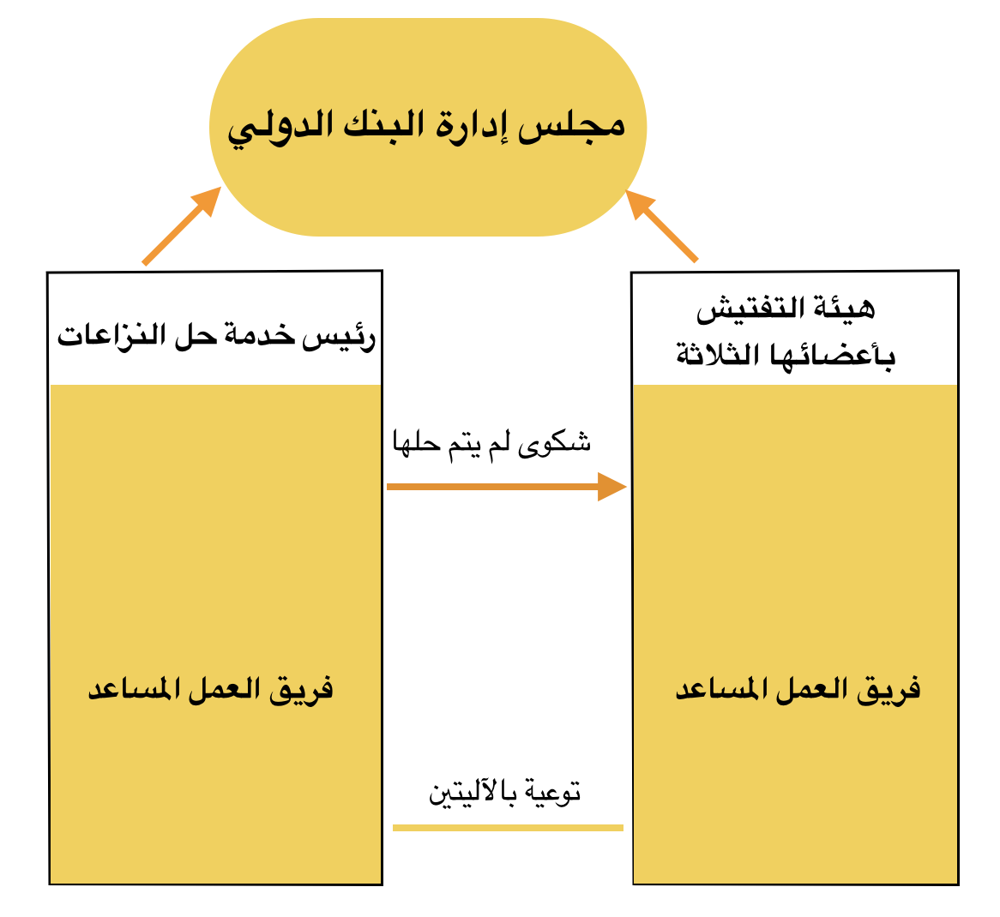 مجلس إدارة البنك الدولي
هيئة التفتيش
بأعضائها الثلاثة
رئيس خدمة حل النزاعات
شكوى لم يتم حلها
فريق العمل المساعد
فريق العمل المساعد
توعية بالآليتين